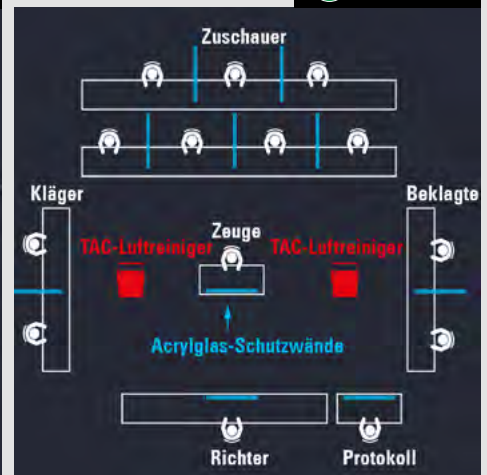 Zuschauer
Kläger
Beklagte
TAC-Luftreiniger
Zeuge
TAC-Luftreiniger
Acrylglas-Schutzwände
Richter
Protokoll